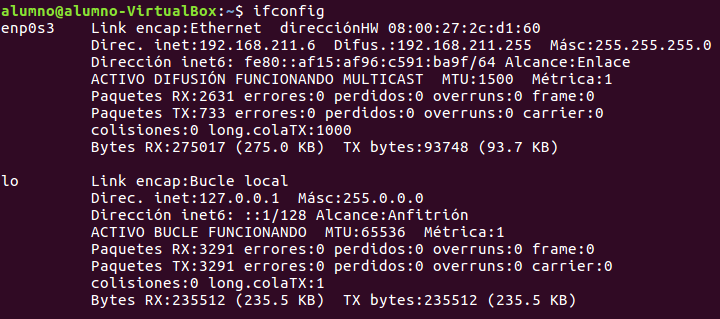 alumno@alumno-VirtualBox:~$ ifconfig
enp0s3    Link encap:Ethernet  direcciónHW 08:00:27:2c:d1:60
          Direc. inet:192.168.211.6  Difus.:192.168.211.255  Másc:255.255.255.0
          Dirección inet6: fe80::af15:af96:c591:ba9f/64 Alcance:Enlace
          ACTIVO DIFUSIÓN FUNCIONANDO MULTICAST  MTU:1500  Métrica:1
          Paquetes RX:2631 errores:0 perdidos:0 overruns:0 frame:0
          Paquetes TX:733 errores:0 perdidos:0 overruns:0 carrier:0
          colisiones:0 long.colaTX:1000
          Bytes RX:275017 (275.0 KB)  TX bytes:93748 (93.7 KB)
lo        Link encap:Bucle local
          Direc. inet:127.0.0.1  Másc:255.0.0.0
          Dirección inet6: ::1/128 Alcance:Anfitrión
          ACTIVO BUCLE FUNCIONANDO  MTU:65536  Métrica:1
          Paquetes RX:3291 errores:0 perdidos:0 overruns:0 frame:0
          Paquetes TX:3291 errores:0 perdidos:0 overruns:0 carrier:0
          colisiones:0 long.colaTX:1
          Bytes RX:235512 (235.5 KB)  TX bytes:235512 (235.5 KB)